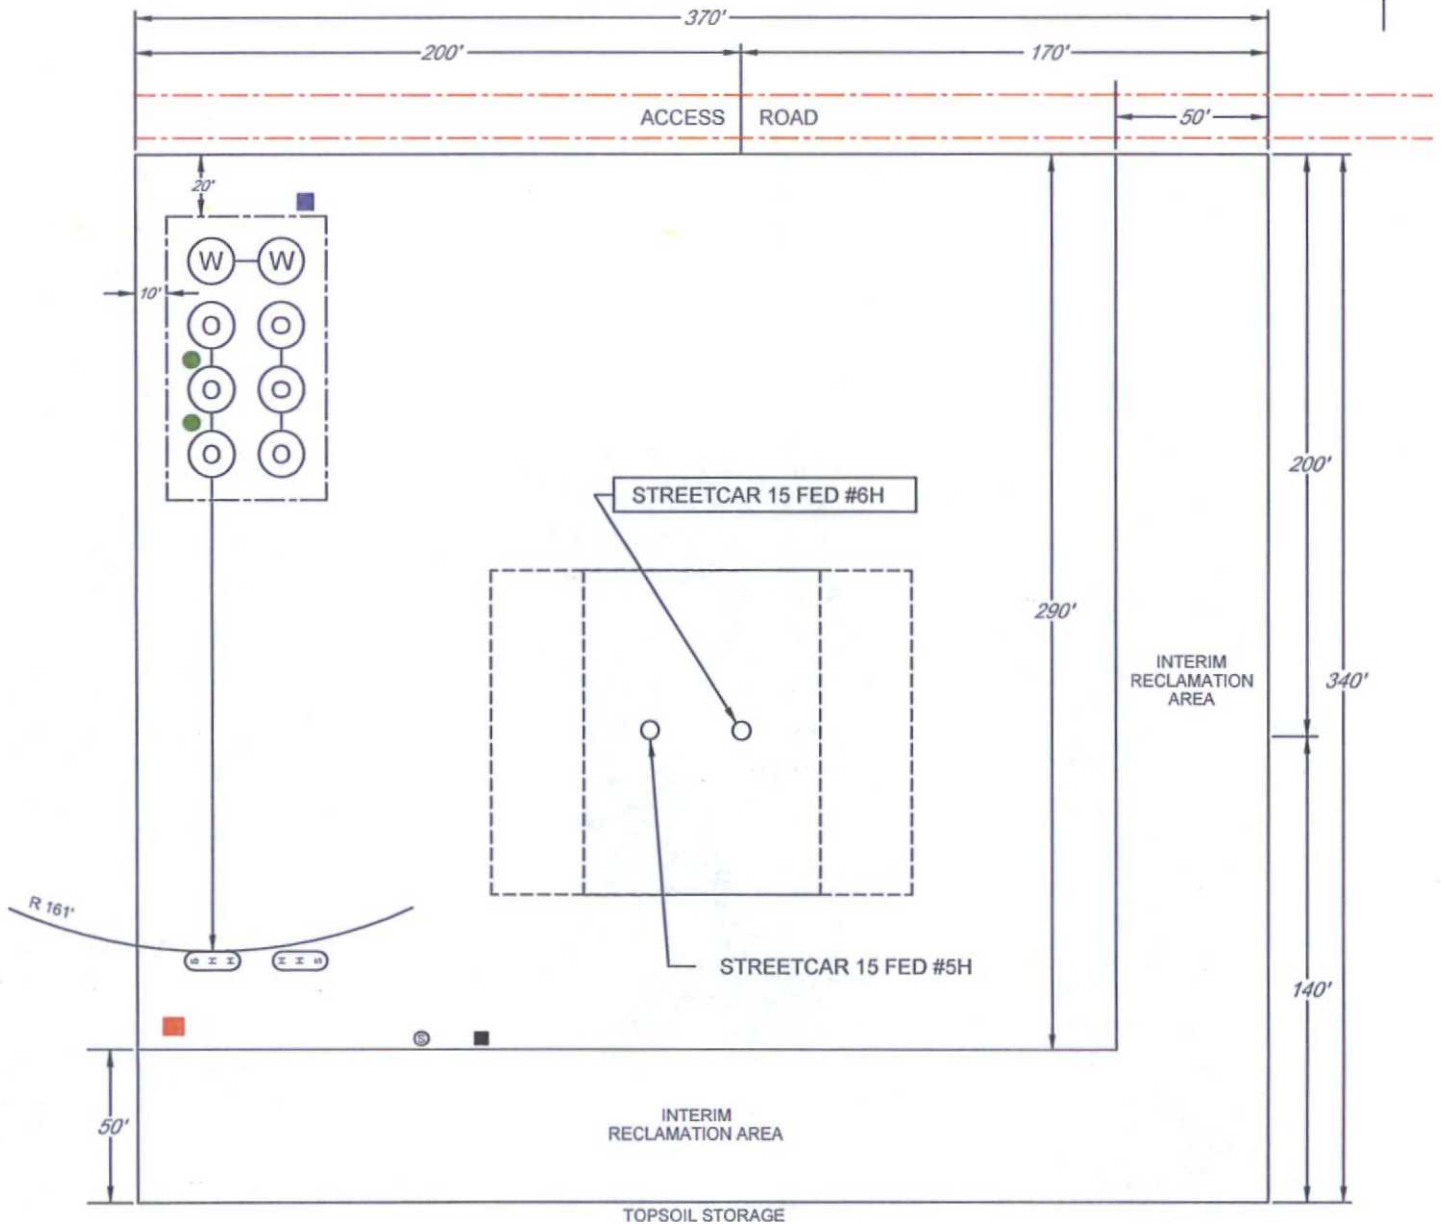 370'
200'
170'
ACCESS ROAD
50'
20'
W W
10'
O O
O O
O O
200'
STREETCAR 15 FED #6H
290'
INTERIM
RECLAMATION
AREA
340'
R 161'
S H H
H H S
STREETCAR 15 FED #5H
140'
S
50'
INTERIM
RECLAMATION AREA
TOPSOIL STORAGE